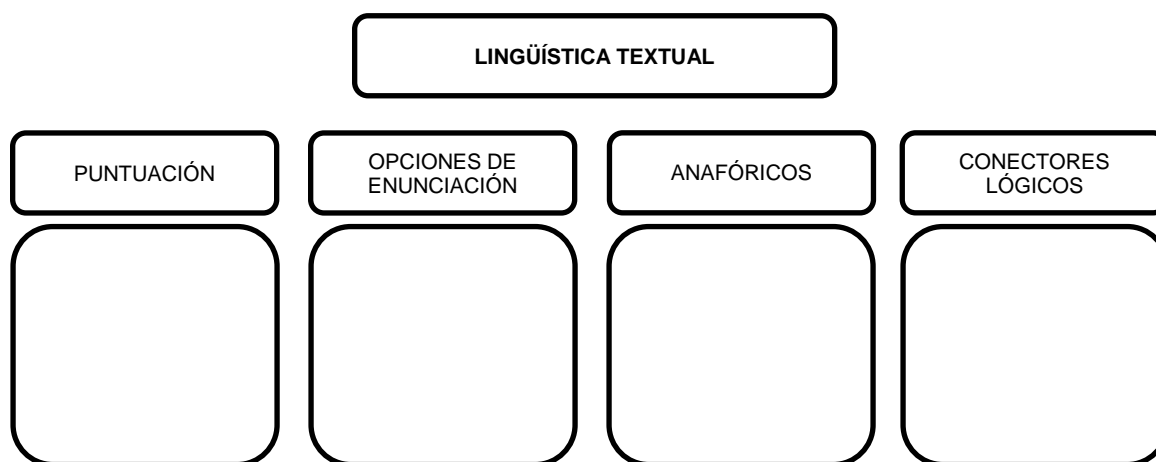 LINGÜÍSTICA TEXTUAL
PUNTUACIÓN
OPCIONES DE
ENUNCIACIÓN
ANAFÓRICOS
CONECTORES
LÓGICOS